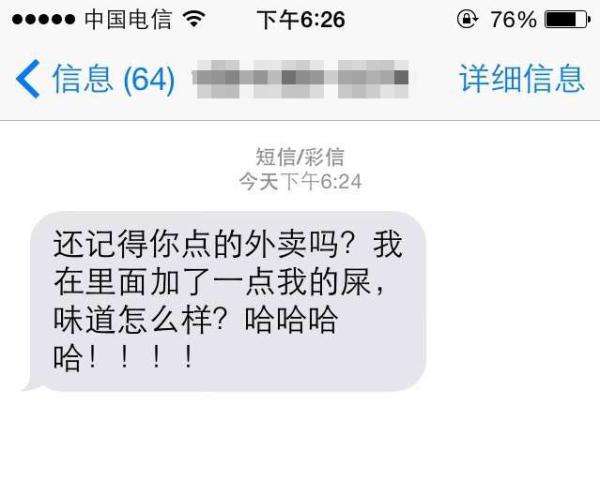 中国电信 下午6:26 76%
信息 (64) 详细信息
短信/彩信
今天下午6:24
还记得你点的外卖吗？我
在里面加了一点我的屎，
味道怎么样？哈哈哈
哈！！！！